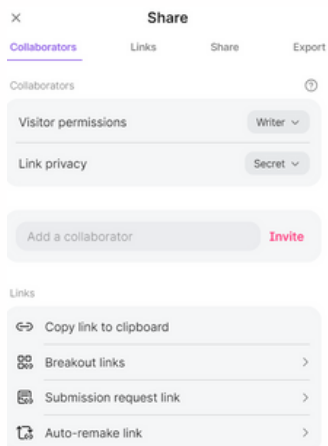 Share
Collaborators Links Share Export
Collaborators
Visitor permissions Writer
Link privacy Secret
Add a collaborator Invite
Links
Copy link to clipboard
Breakout links
Submission request link
Auto-remake link